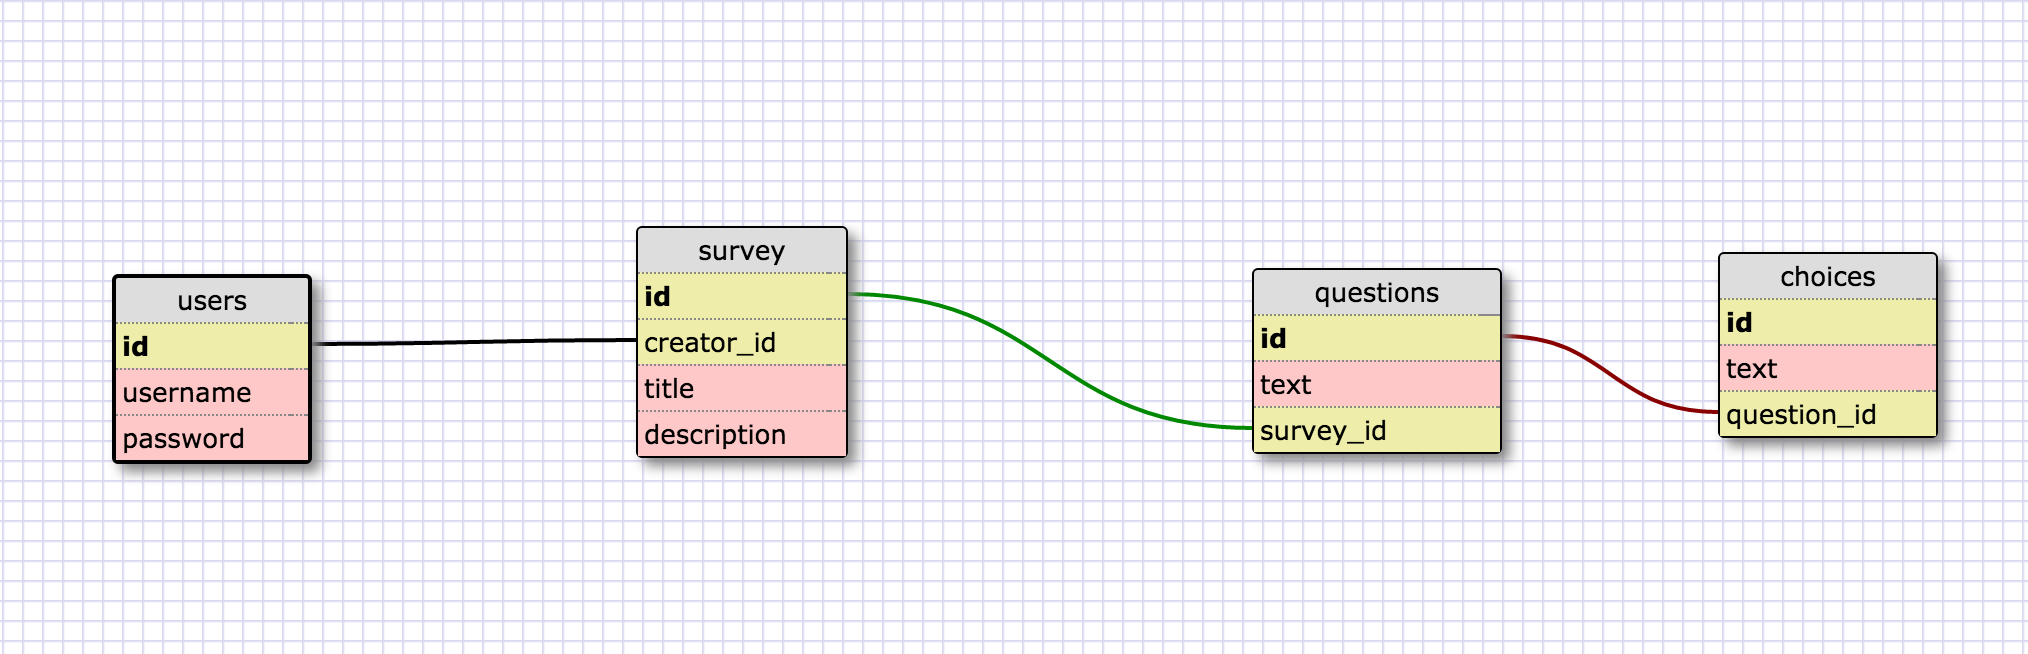 users
id
username
password
survey
id
creator_id
title
description
questions
id
text
survey_id
choices
id
text
question_id